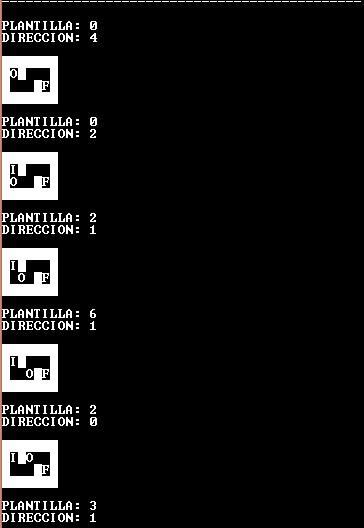 PLANTILLA: 0
DIRECCION: 4
O
F
PLANTILLA: 0
DIRECCION: 2
I
O F
PLANTILLA: 2
DIRECCION: 1
I
O F
PLANTILLA: 6
DIRECCION: 1
I
O F
PLANTILLA: 2
DIRECCION: 0
I O
F
PLANTILLA: 3
DIRECCION: 1